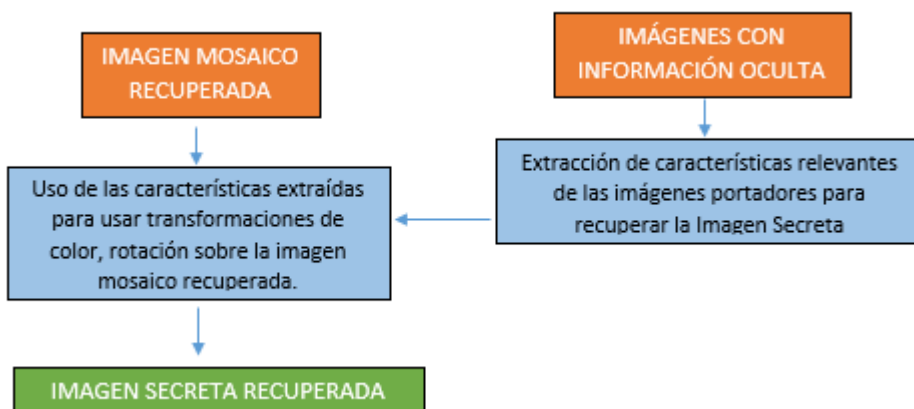 IMAGEN MOSAICO
RECUPERADA
IMÁGENES CON
INFORMACIÓN OCULTA
Uso de las características extraídas
para usar transformaciones de
color, rotación sobre la imagen
mosaico recuperada.
Extracción de características relevantes
de las imágenes portadores para
recuperar la Imagen Secreta
IMAGEN SECRETA RECUPERADA